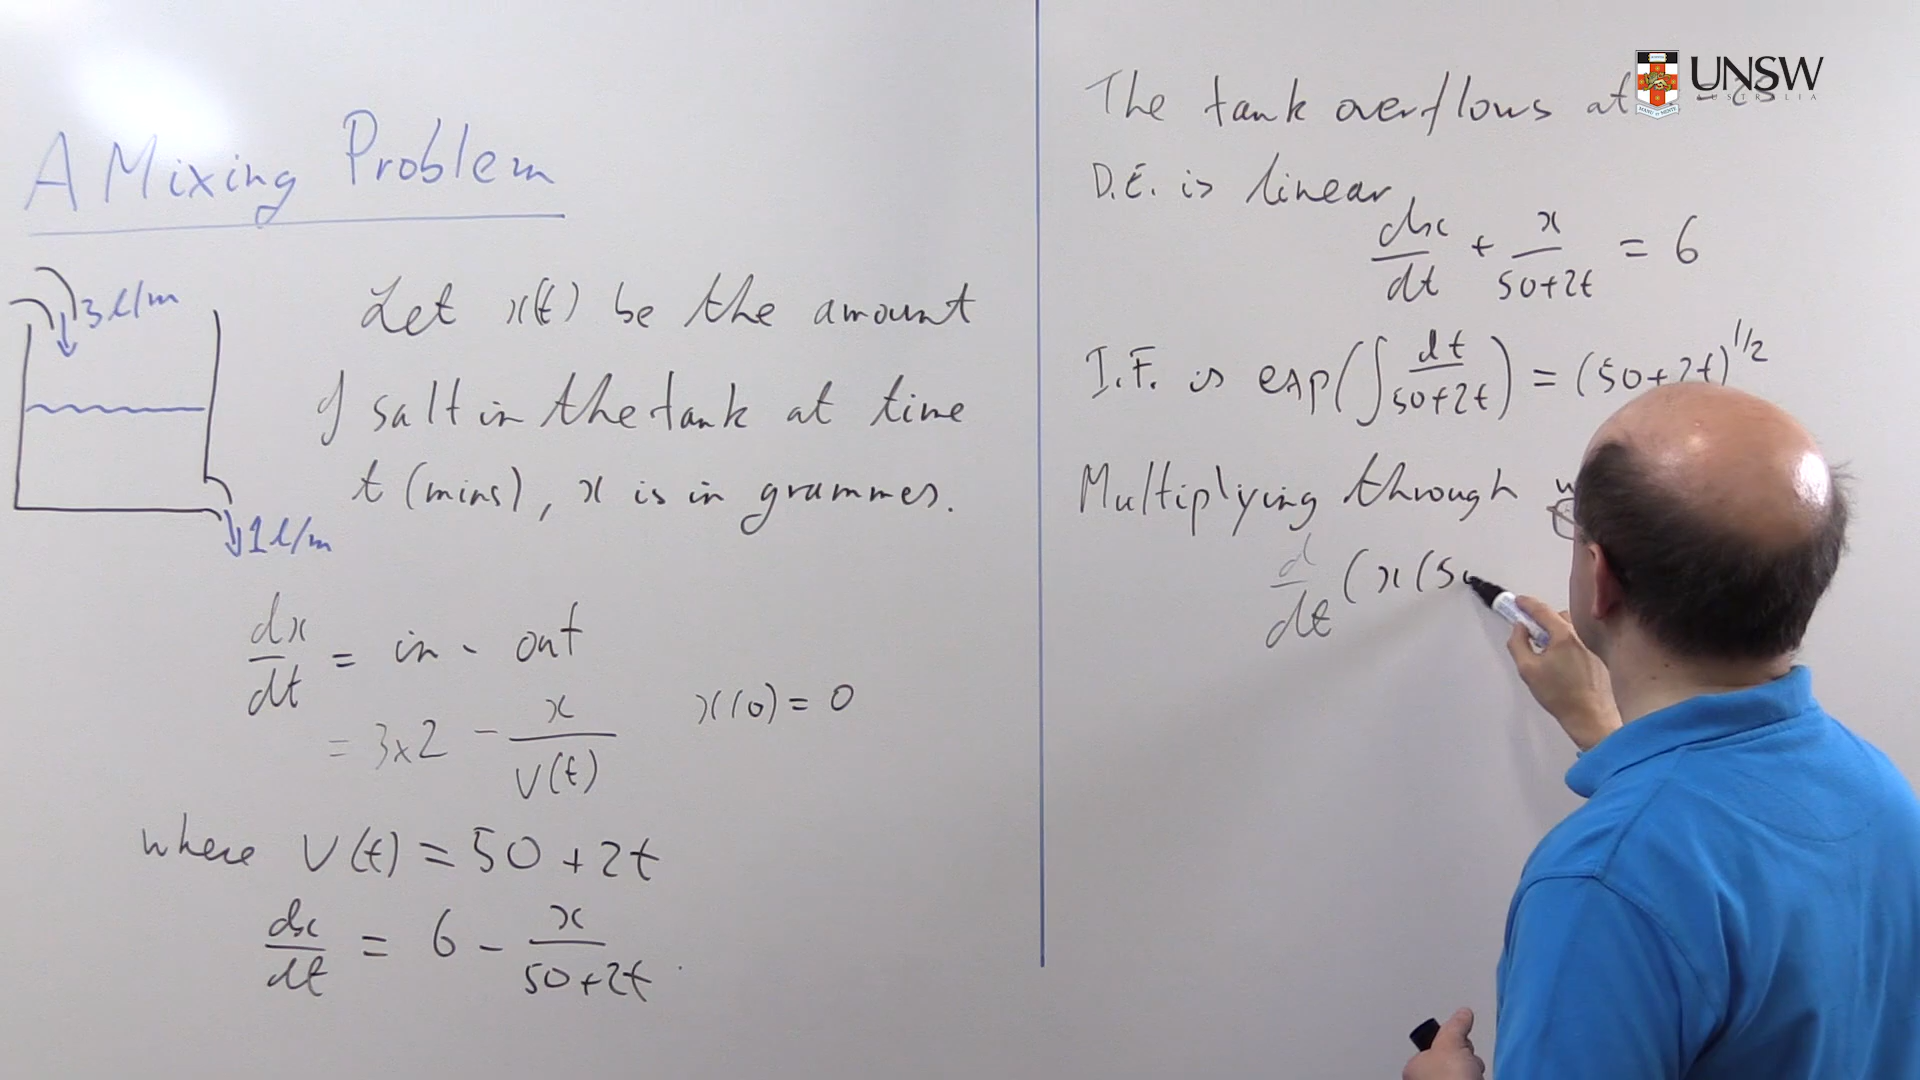 A Mixing Problem
3 l/m
1 l/m
Let x(t) be the amount
of salt in the tank at time
t (mins), x is in grammes.
dx/dt = in - out
= 3x2 - x/V(t)    x(0) = 0
where V(t) = 50 + 2t
dx/dt = 6 - x/(50+2t).
UNSW
AUSTRALIA
The tank overflows at
D.E. is linear
dx/dt + x/(50+2t) = 6
I.F. is exp(∫ dt/(50+2t)) = (50+2t)^1/2
Multiplying through
d/dt (x(50